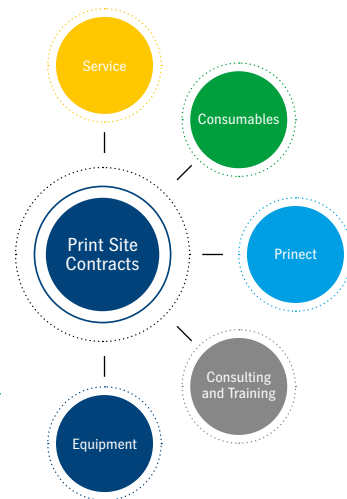 Service
Consumables
Print Site
Contracts
Prinect
Consulting
and Training
Equipment